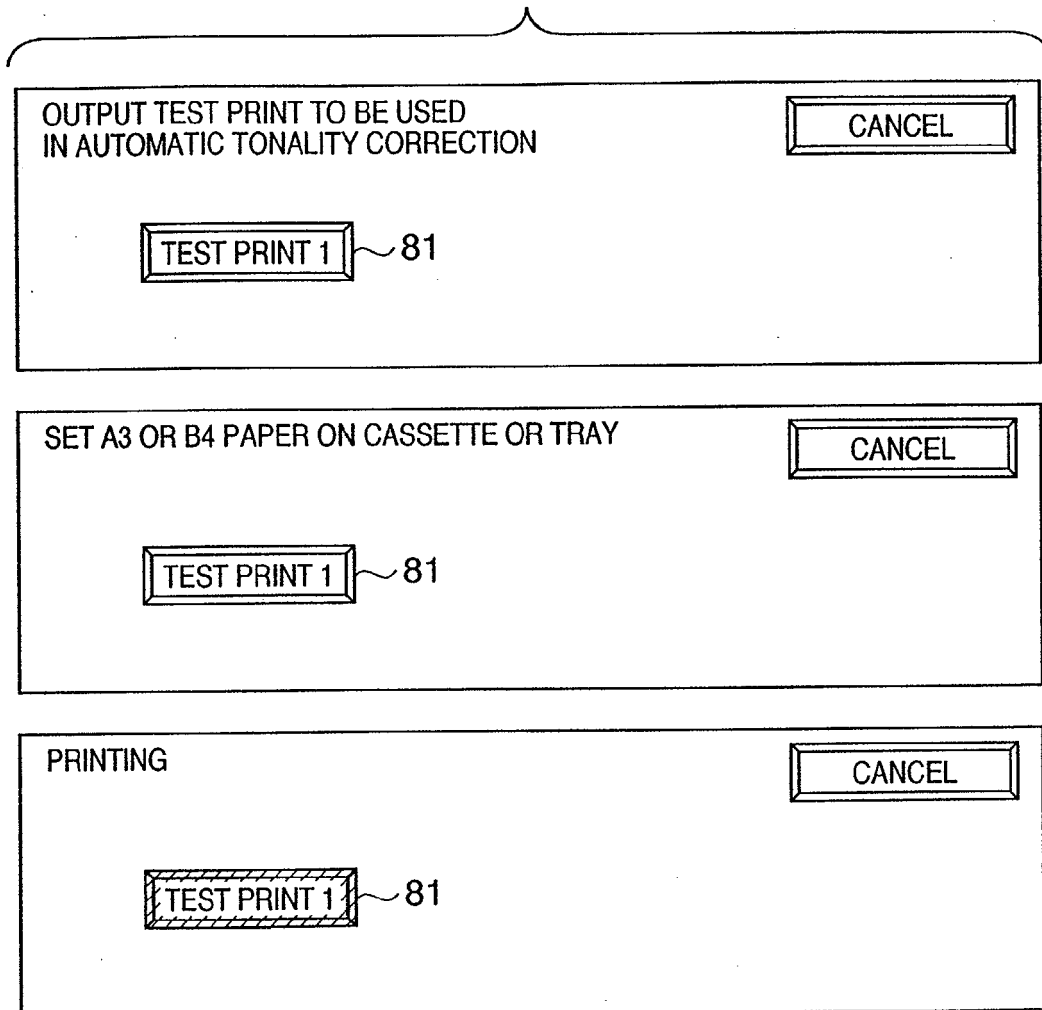 OUTPUT TEST PRINT TO BE USED
IN AUTOMATIC TONALITY CORRECTION
CANCEL
TEST PRINT 1
81
SET A3 OR B4 PAPER ON CASSETTE OR TRAY
CANCEL
TEST PRINT 1
81
PRINTING
CANCEL
TEST PRINT 1
81